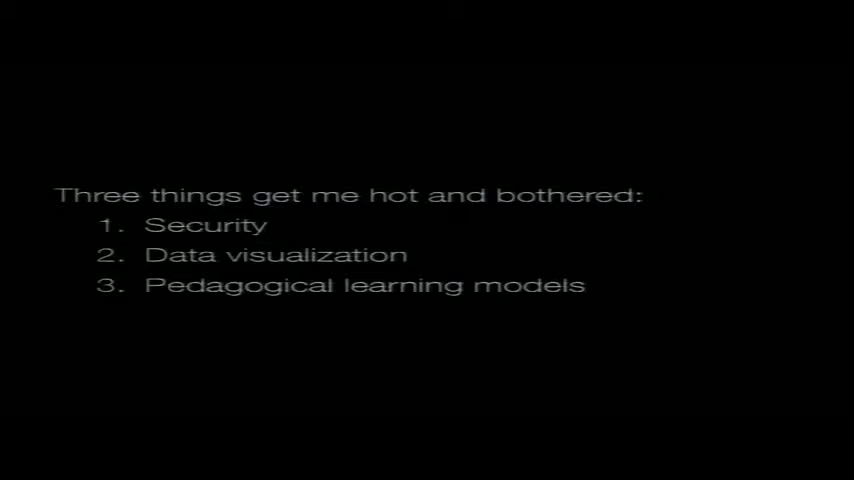 Three things get me hot and bothered:
1. Security
2. Data visualization
3. Pedagogical learning models